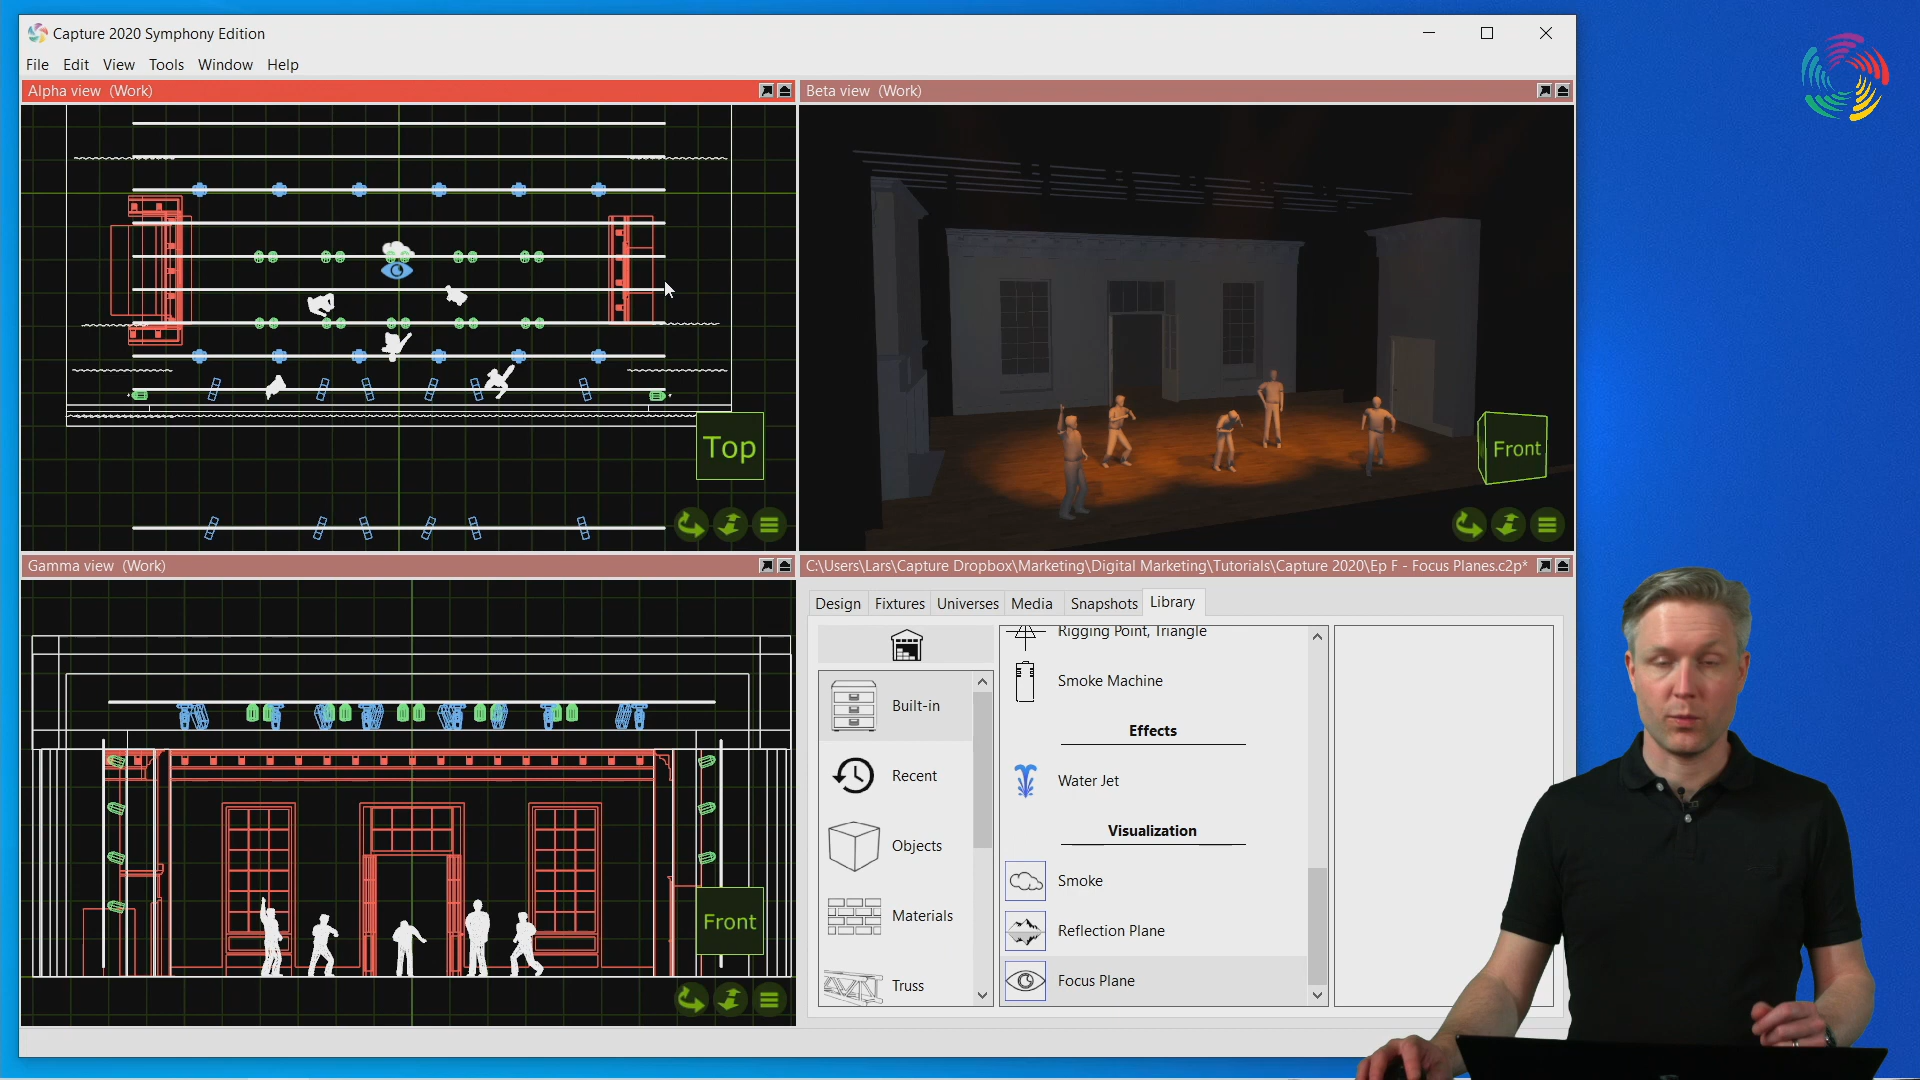 Capture 2020 Symphony Edition
File Edit View Tools Window Help
Alpha view (Work)
Beta view (Work)
Top
Front
Gamma view (Work)
Front
C:\Users\Lars\Capture Dropbox\Marketing\Digital Marketing\Tutorials\Capture 2020\Ep F - Focus Planes.c2p*
Design Fixtures Universes Media Snapshots Library
Built-in
Recent
Objects
Materials
Truss
Rigging Point, Triangle
Smoke Machine
Effects
Water Jet
Visualization
Smoke
Reflection Plane
Focus Plane